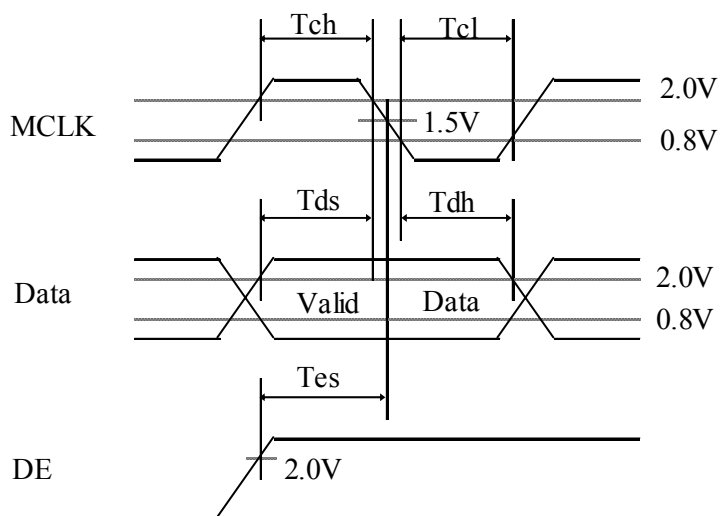 Tch
Tcl
2.0V
MCLK
1.5V
0.8V
Tds
Tdh
Data
Valid
Data
2.0V
0.8V
Tes
DE
2.0V